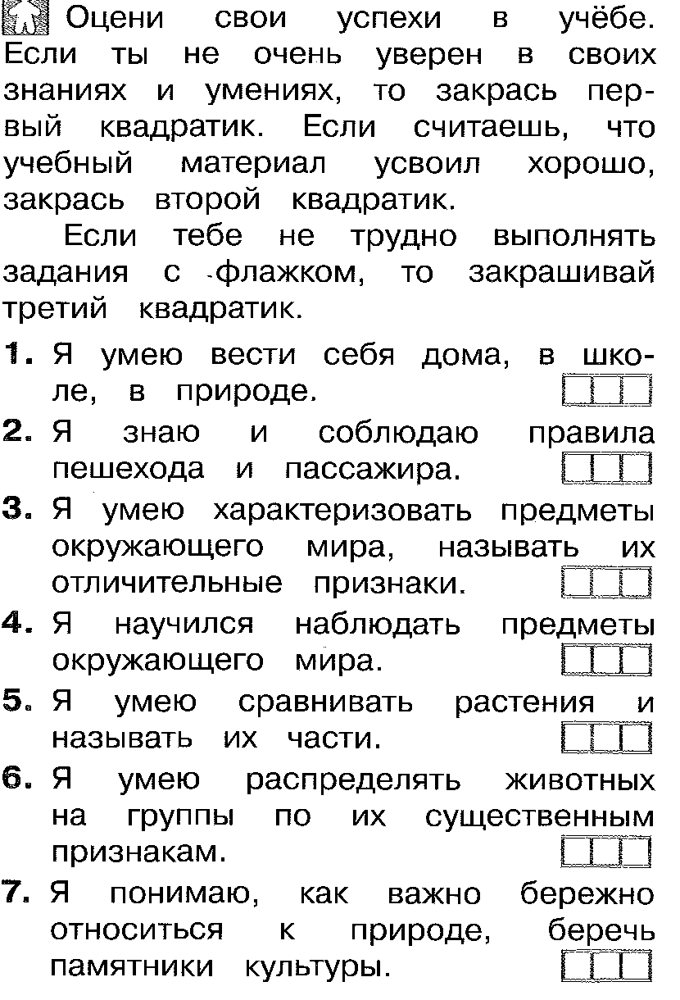 Оцени свои успехи в учёбе.
Если ты не очень уверен в своих
знаниях и умениях, то закрась пер-
вый квадратик. Если считаешь, что
учебный материал усвоил хорошо,
закрась второй квадратик.
Если тебе не трудно выполнять
задания с флажком, то закрашивай
третий квадратик.
1. Я умею вести себя дома, в шко-
ле, в природе.
2. Я знаю и соблюдаю правила
пешехода и пассажира.
3. Я умею характеризовать предметы
окружающего мира, называть их
отличительные признаки.
4. Я научился наблюдать предметы
окружающего мира.
5. Я умею сравнивать растения и
называть их части.
6. Я умею распределять животных
на группы по их существенным
признакам.
7. Я понимаю, как важно бережно
относиться к природе, беречь
памятники культуры.